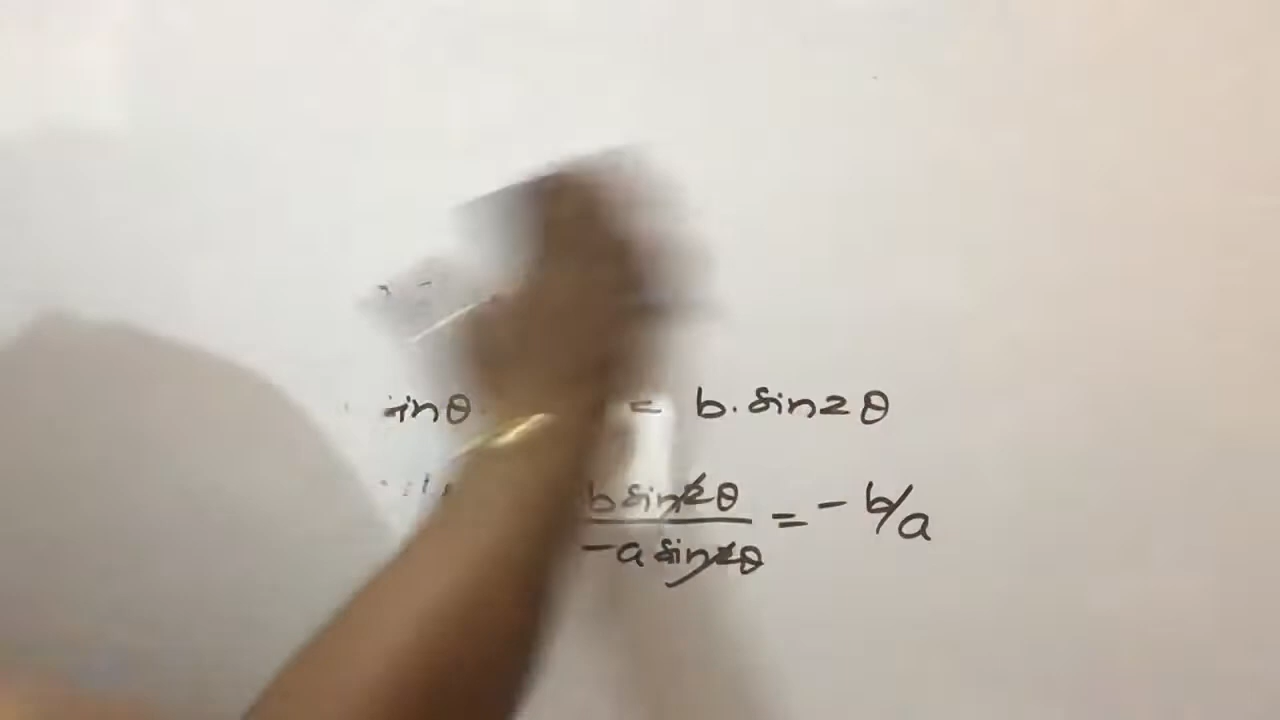 inθ = b.sin2θ
b sin2θ / -a sin2θ = - b/a